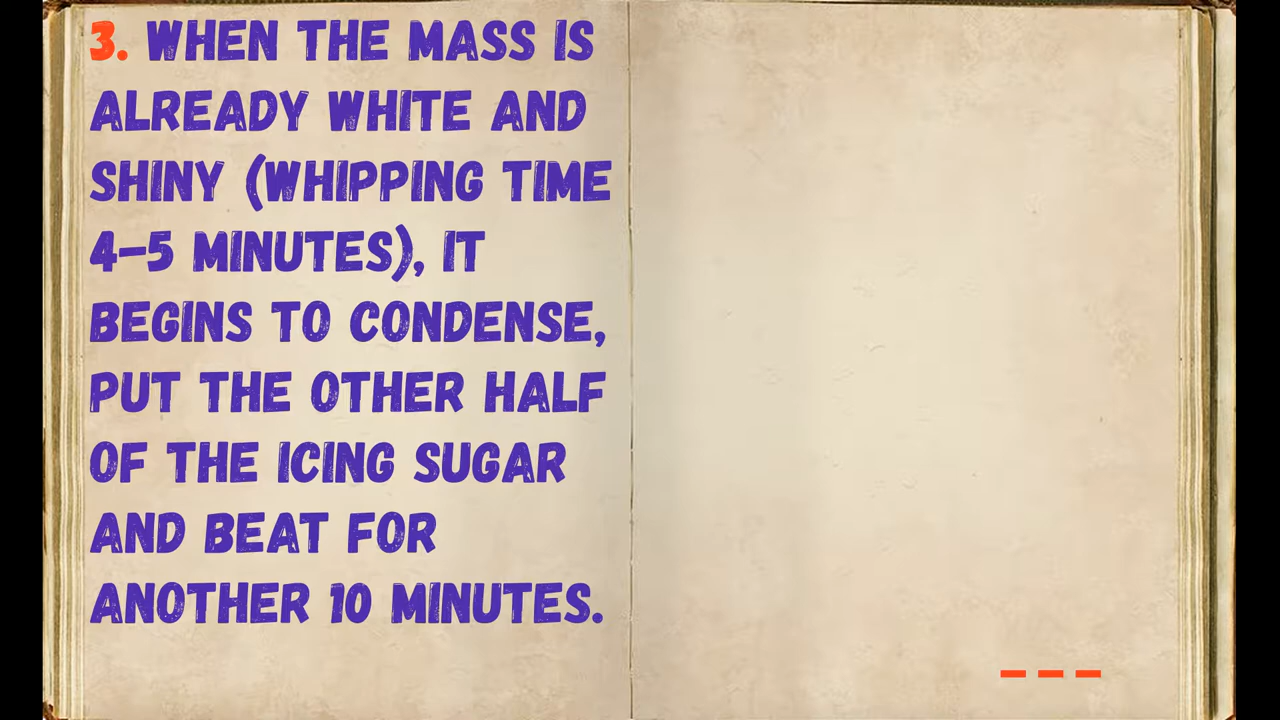 3. WHEN THE MASS IS
ALREADY WHITE AND
SHINY (WHIPPING TIME
4–5 MINUTES), IT
BEGINS TO CONDENSE,
PUT THE OTHER HALF
OF THE ICING SUGAR
AND BEAT FOR
ANOTHER 10 MINUTES.
– – –